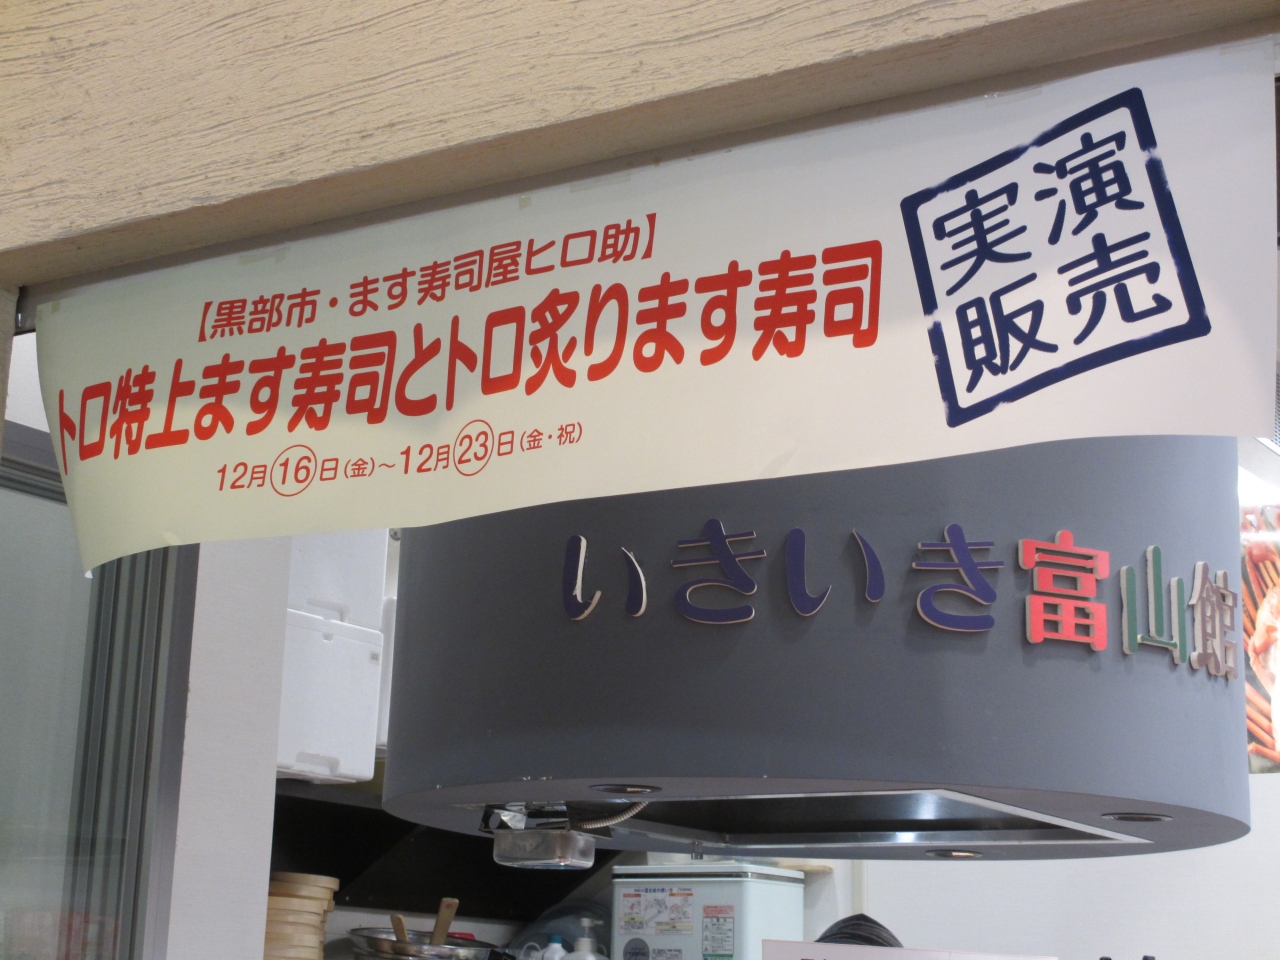 【黒部市・ます寿司屋ヒロ助】
トロ特上ます寿司とトロ炙ります寿司
12月16日(金)～12月23日(金・祝)
実演
販売
いきいき富山館